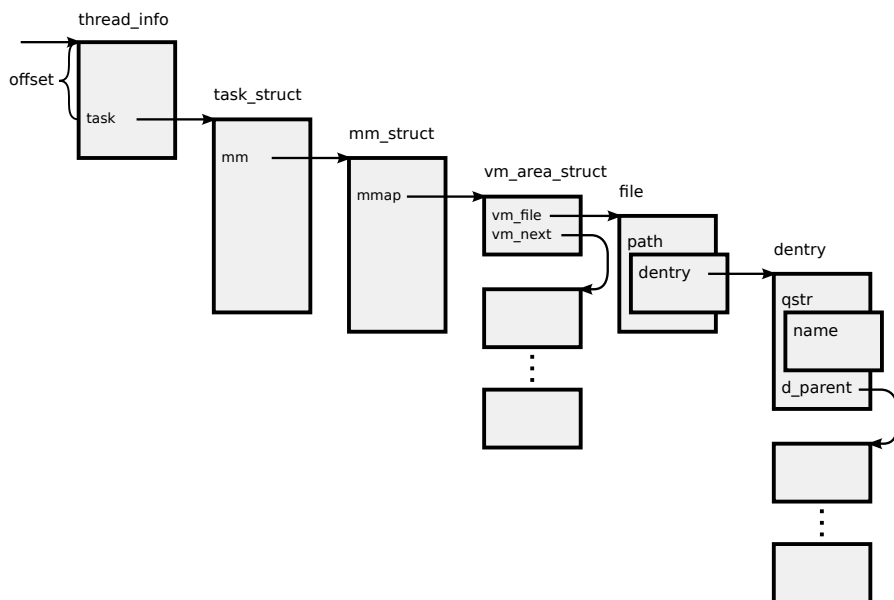 thread_info
offset
task
task_struct
mm
mm_struct
mmap
vm_area_struct
vm_file
vm_next
file
path
dentry
dentry
qstr
name
d_parent